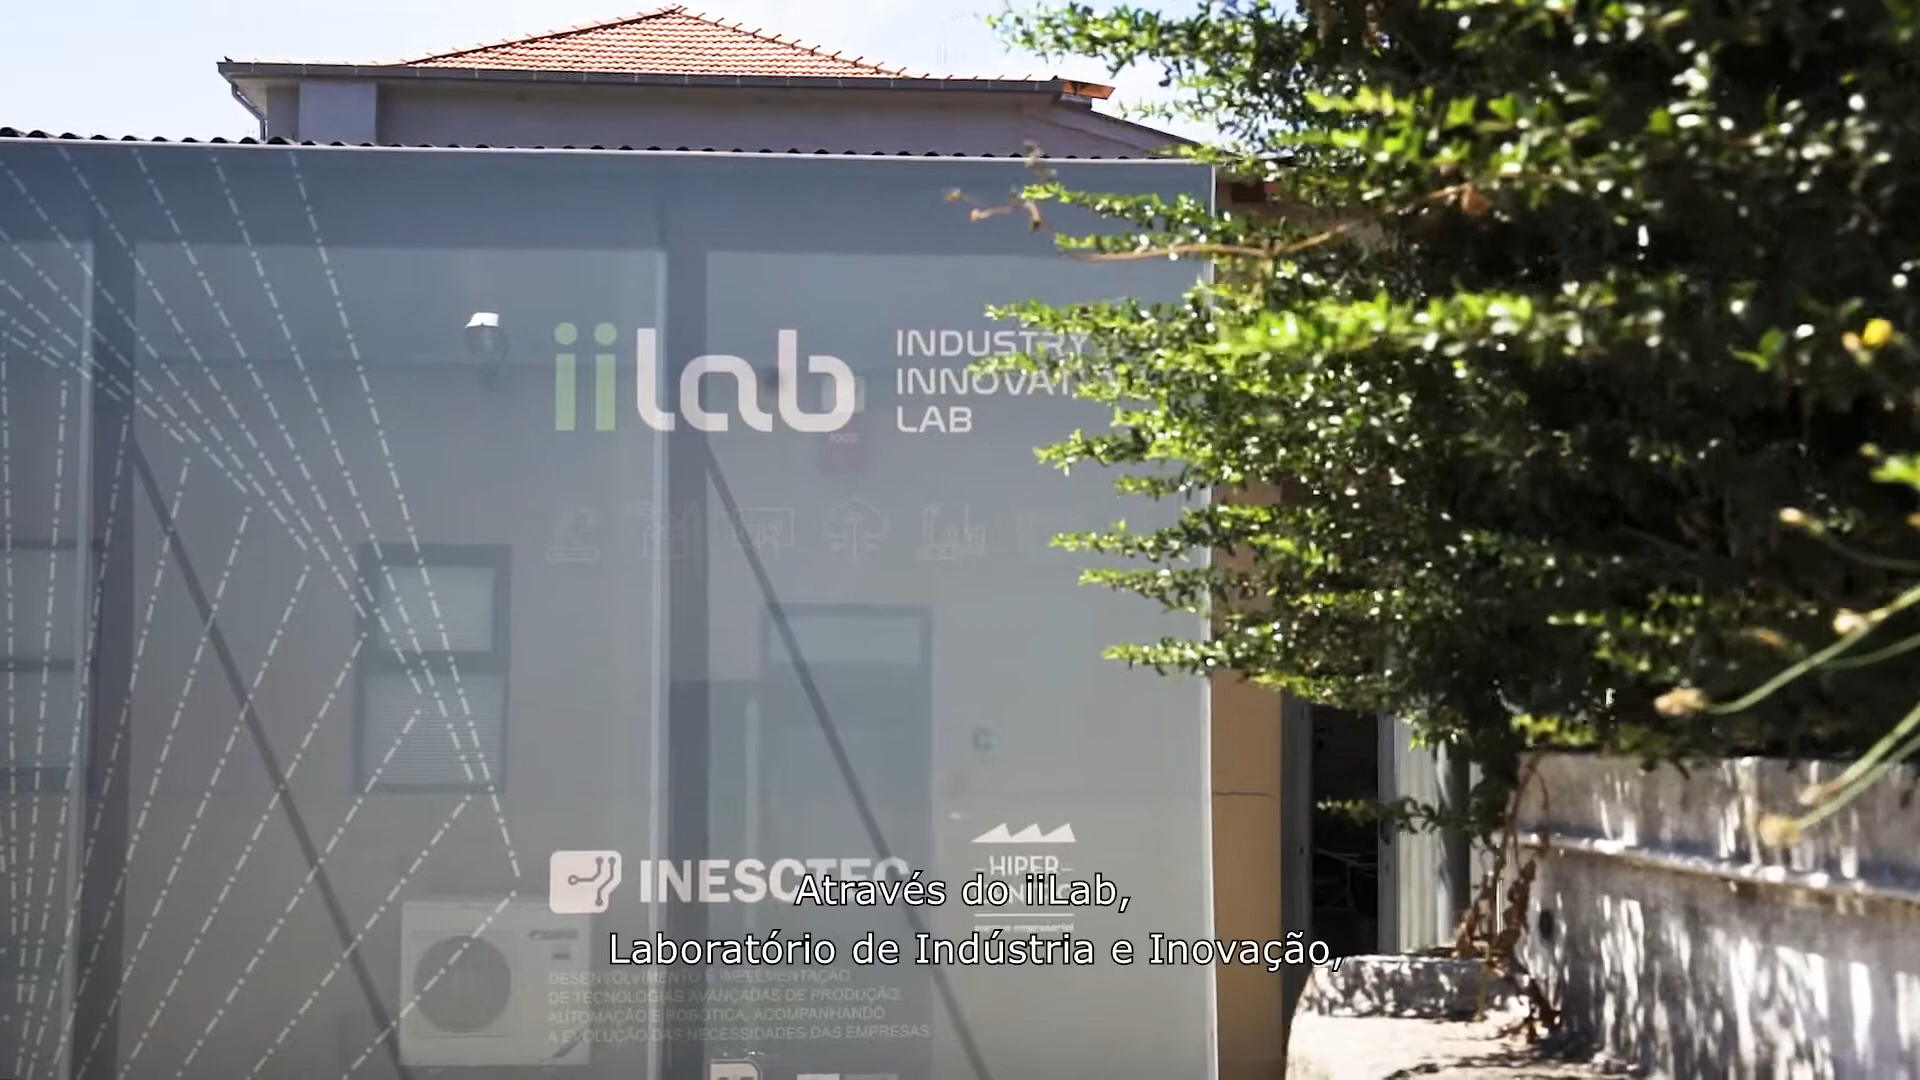 iilab
INDUSTRY
INNOVAT
LAB
INESCTEC
HIPER
Através do iiLab,
Laboratório de Indústria e Inovação,
DESENVOLVIMENTO E IMPLEMENTAÇÃO
DE TECNOLOGIAS AVANÇADAS DE PRODUÇÃO,
AUTOMAÇÃO E ROBÓTICA, ACOMPANHANDO
A EVOLUÇÃO DAS NECESSIDADES DAS EMPRESAS